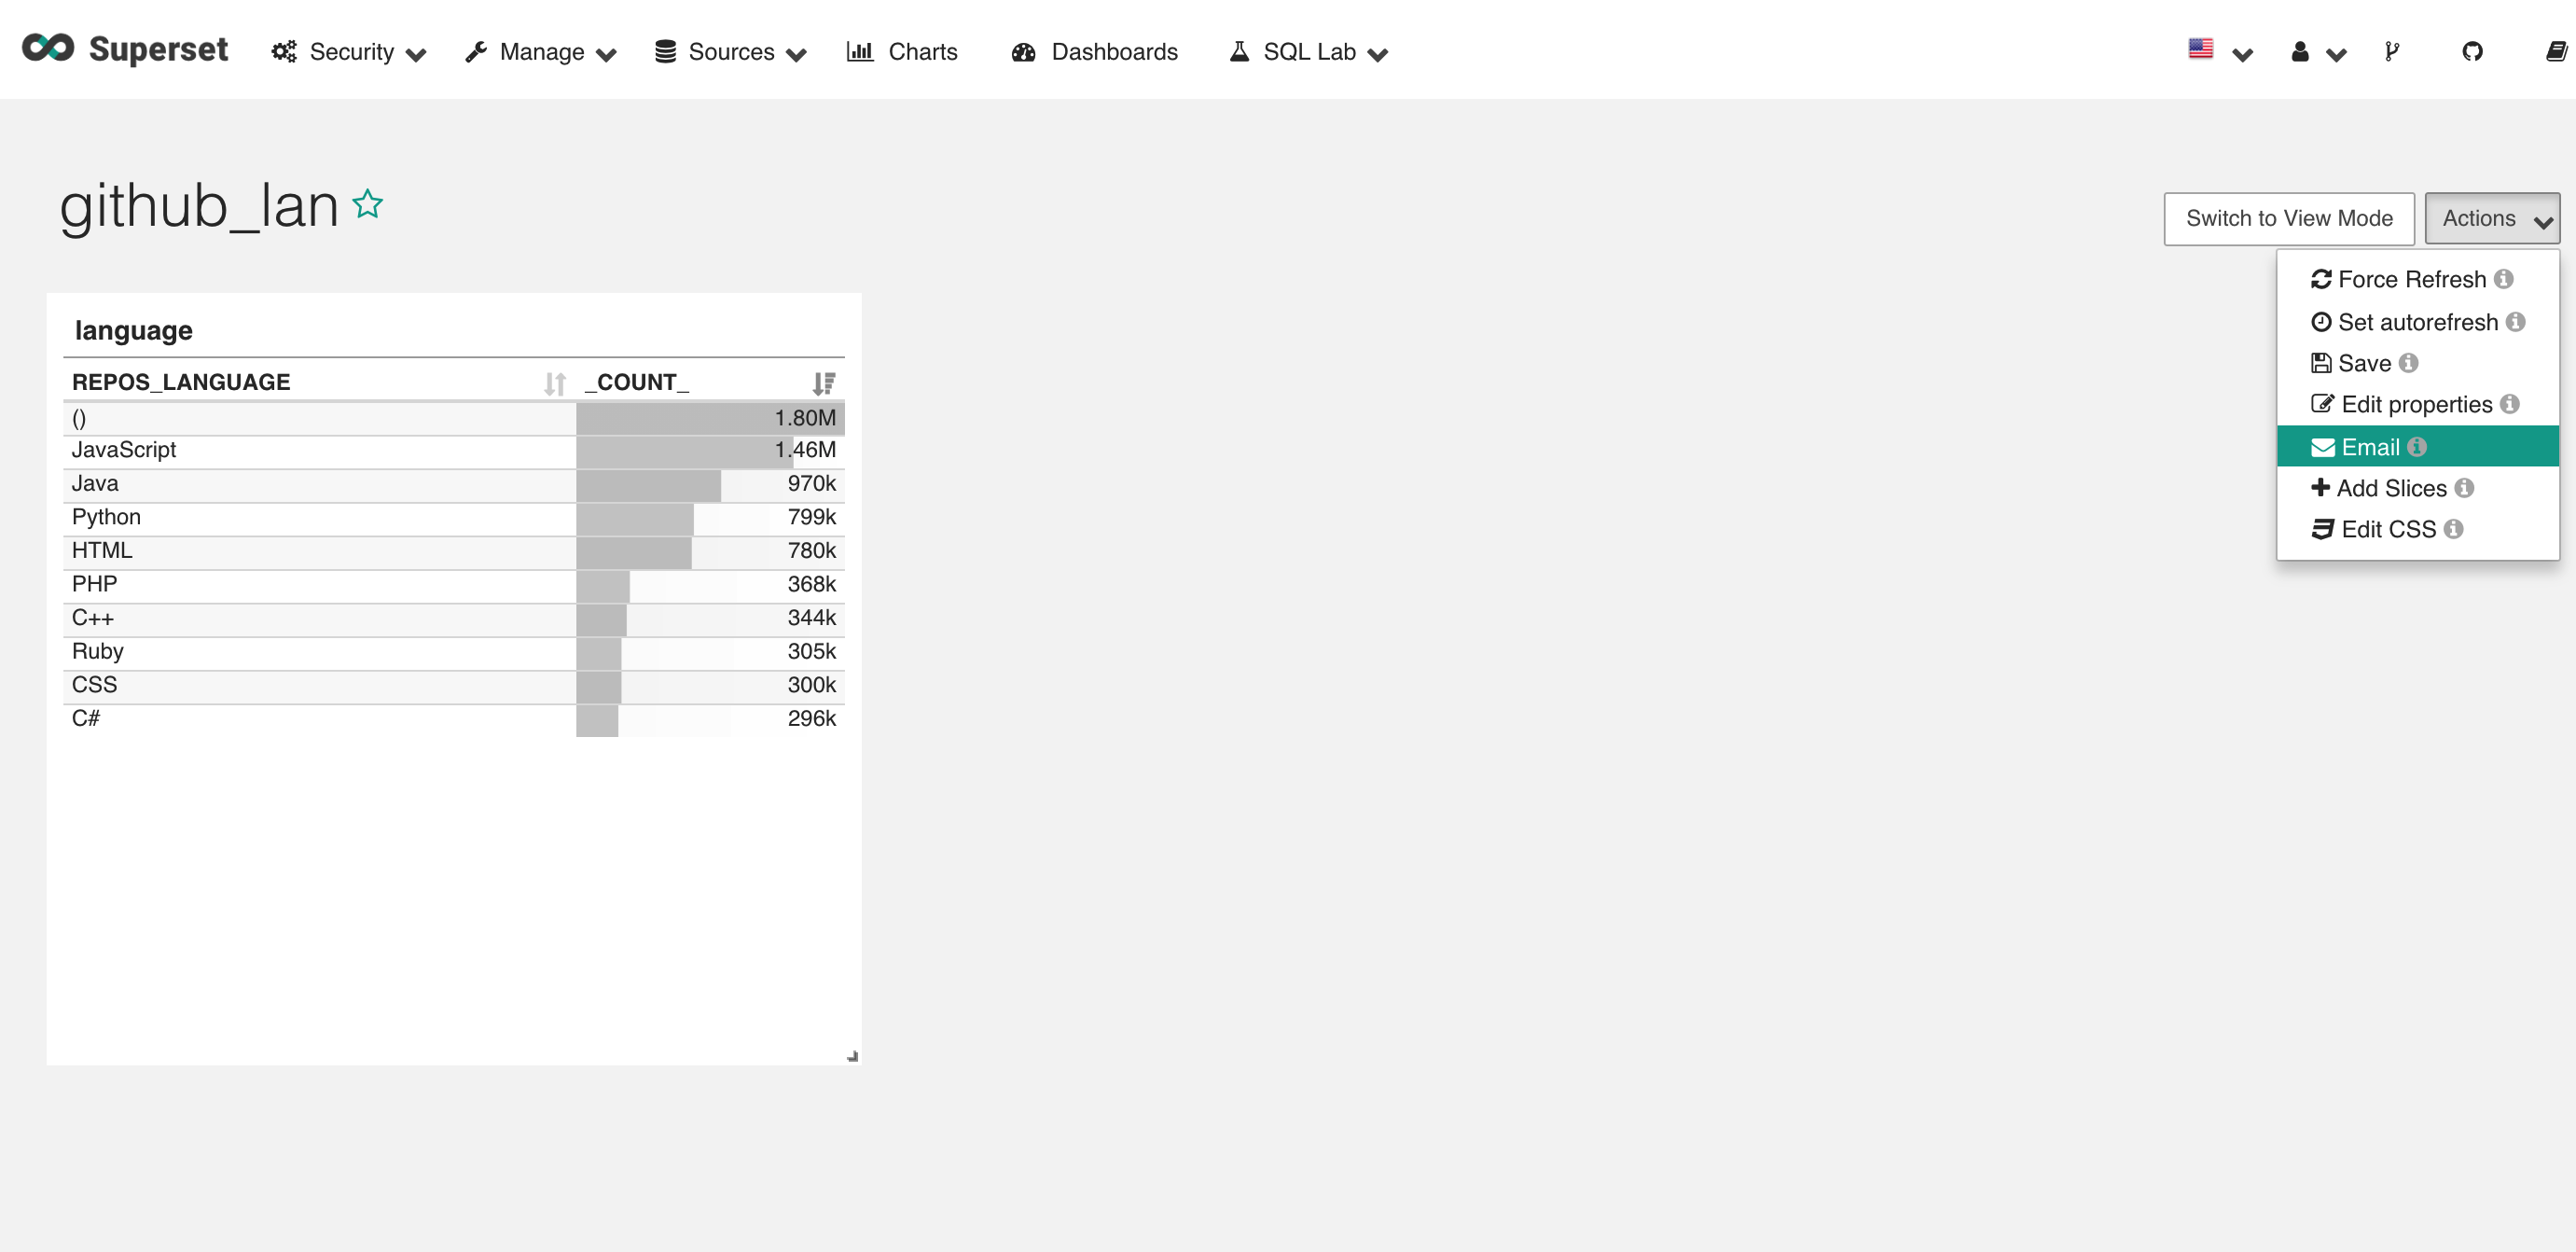 Superset Security Manage Sources Charts Dashboards SQL Lab
github_lan
Switch to View Mode Actions
Force Refresh
Set autorefresh
Save
Edit properties
Email
Add Slices
Edit CSS
language
REPOS_LANGUAGE _COUNT_
() 1.80M
JavaScript 1.46M
Java 970k
Python 799k
HTML 780k
PHP 368k
C++ 344k
Ruby 305k
CSS 300k
C# 296k